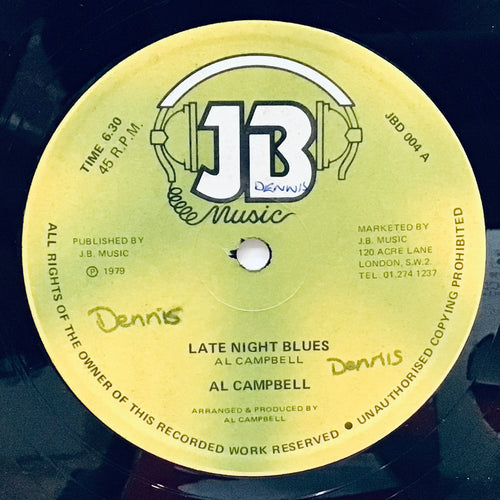 JB
DENNIS
Music
TIME 6.30
45 R.P.M.
JBD 004 A
PUBLISHED BY
J.B. MUSIC
Ⓟ 1979
MARKETED BY
J.B. MUSIC
120 ACRE LANE
LONDON, S.W.2.
TEL: 01.274 1237
Dennis
LATE NIGHT BLUES
AL CAMPBELL
Dennis
AL CAMPBELL
ARRANGED & PRODUCED BY
AL CAMPBELL
ALL RIGHTS OF THE OWNER OF THIS RECORDED WORK RESERVED ● UNAUTHORISED COPYING PROHIBITED